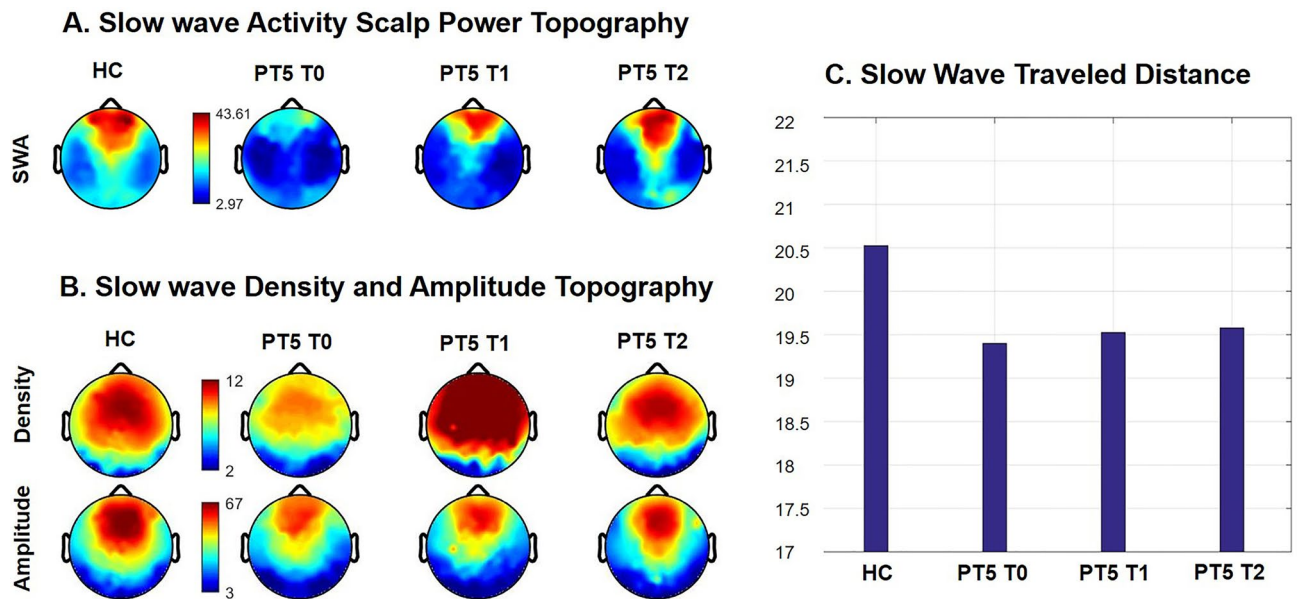 A. Slow wave Activity Scalp Power Topography
HC
PT5 T0
PT5 T1
PT5 T2
SWA
43.61
2.97
B. Slow wave Density and Amplitude Topography
HC
PT5 T0
PT5 T1
PT5 T2
Density
12
2
Amplitude
67
3
C. Slow Wave Traveled Distance
22
21.5
21
20.5
20
19.5
19
18.5
18
17.5
17
HC
PT5 T0
PT5 T1
PT5 T2